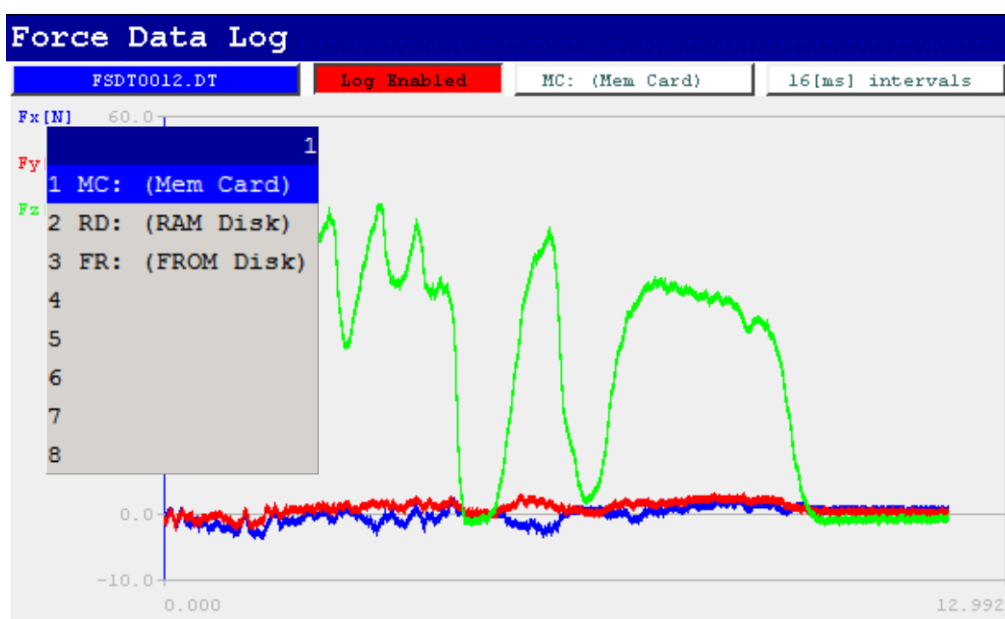 Force Data Log
FSDT0012.DT Log Enabled MC: (Mem Card) 16[ms] intervals
Fx[N] 60.0
1
Fy
1 MC: (Mem Card)
Fz
2 RD: (RAM Disk)
3 FR: (FROM Disk)
4
5
6
7
8
0.0
-10.0
0.000 12.992